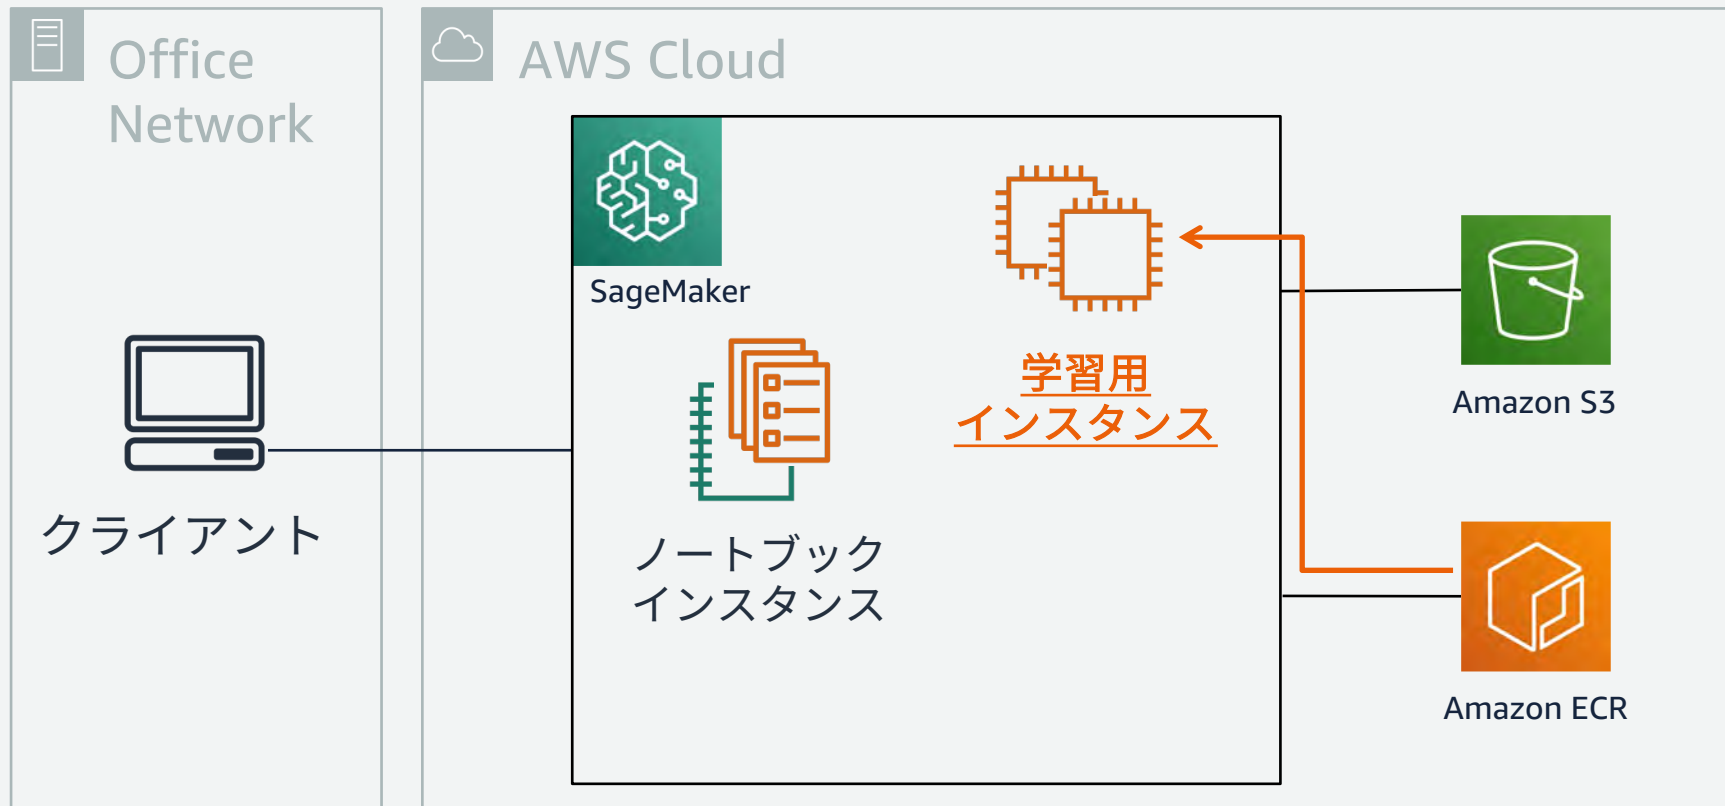 Office
Network
AWS Cloud
SageMaker
学習用
インスタンス
Amazon S3
クライアント
ノートブック
インスタンス
Amazon ECR